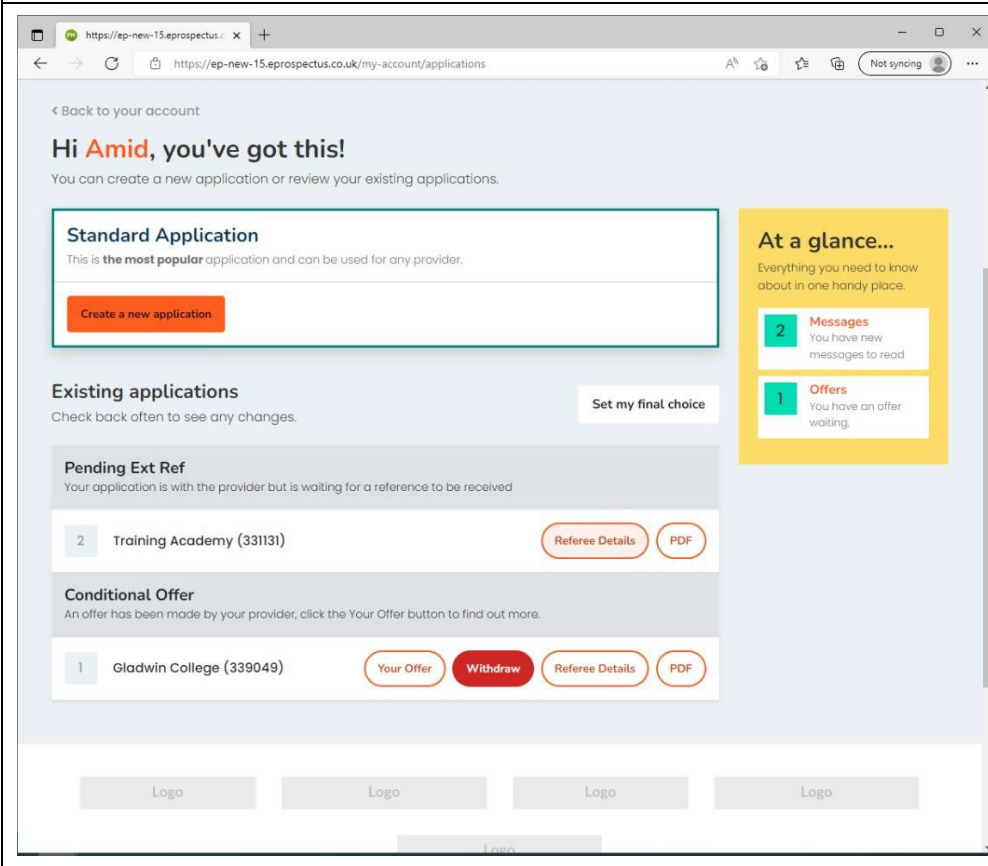 https://ep-new-15.eprospectus.c
https://ep-new-15.eprospectus.co.uk/my-account/applications
Not syncing
Back to your account
Hi Amid, you've got this!
You can create a new application or review your existing applications.
Standard Application
This is the most popular application and can be used for any provider.
Create a new application
At a glance...
Everything you need to know
about in one handy place.
2
Messages
You have new
messages to read
1
Offers
You have an offer
waiting.
Existing applications
Check back often to see any changes.
Set my final choice
Pending Ext Ref
Your application is with the provider but is waiting for a reference to be received
2 Training Academy (331131) Referee Details PDF
Conditional Offer
An offer has been made by your provider, click the Your Offer button to find out more.
1 Gladwin College (339049) Your Offer Withdraw Referee Details PDF
Logo Logo Logo Logo
Logo